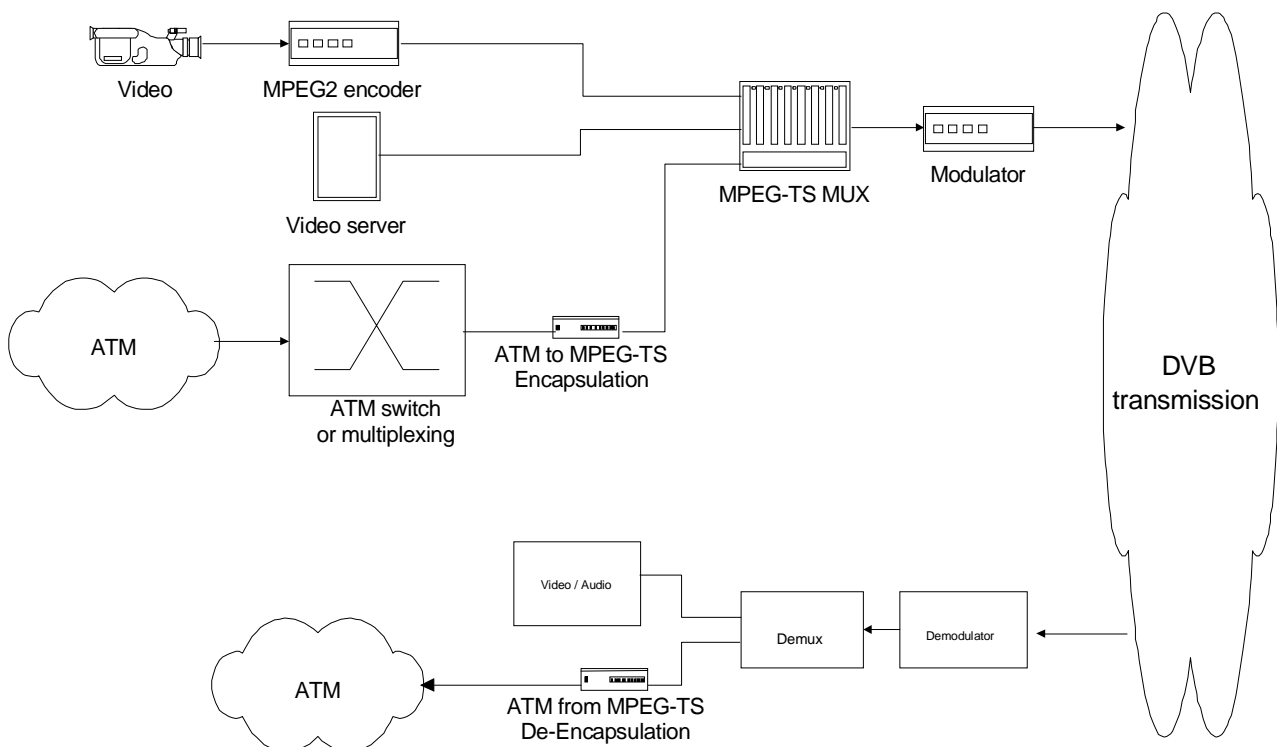 Video
MPEG2 encoder
MPEG-TS MUX
Modulator
Video server
ATM
ATM to MPEG-TS
Encapsulation
ATM switch
or multiplexing
DVB
transmission
Video / Audio
Demux
Demodulator
ATM
ATM from MPEG-TS
De-Encapsulation